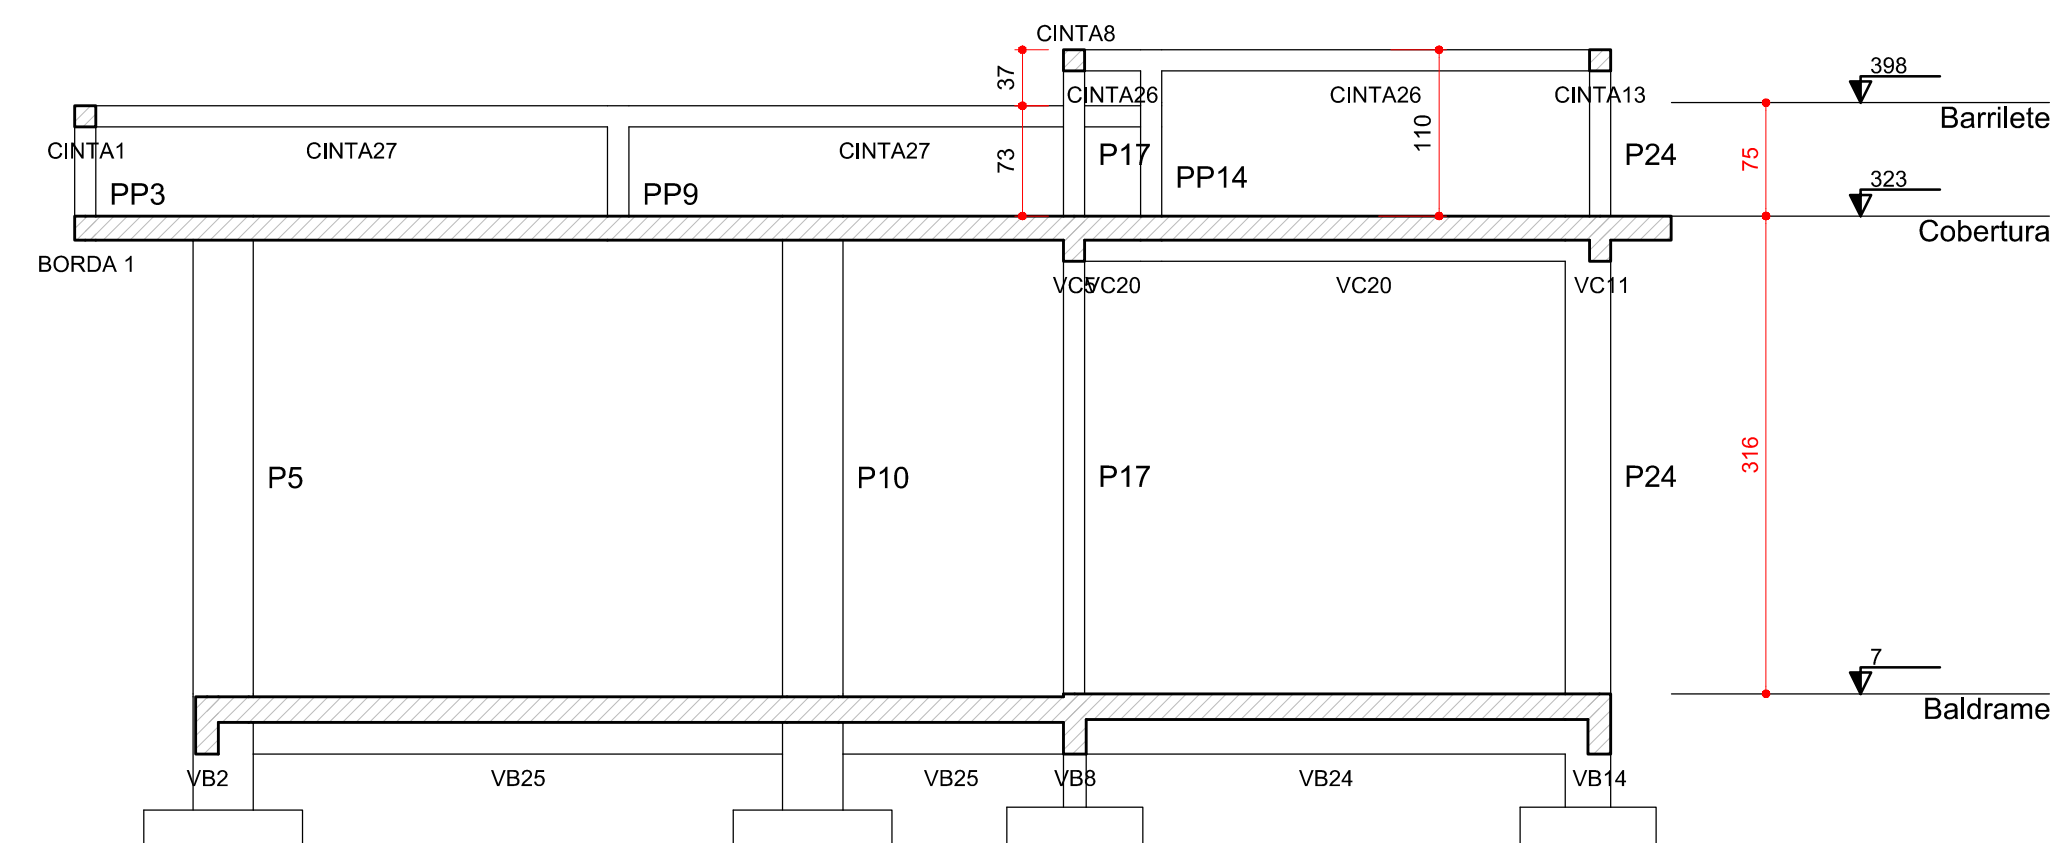 CINTA8
37
CINTA26
CINTA26
CINTA13
398
Barrilete
CINTA1
CINTA27
CINTA27
73
P17
110
P24
75
PP3
PP9
PP14
323
Cobertura
BORDA 1
VC5
VC20
VC20
VC11
P5
P10
P17
P24
316
7
Baldrame
VB2
VB25
VB25
VB8
VB24
VB14